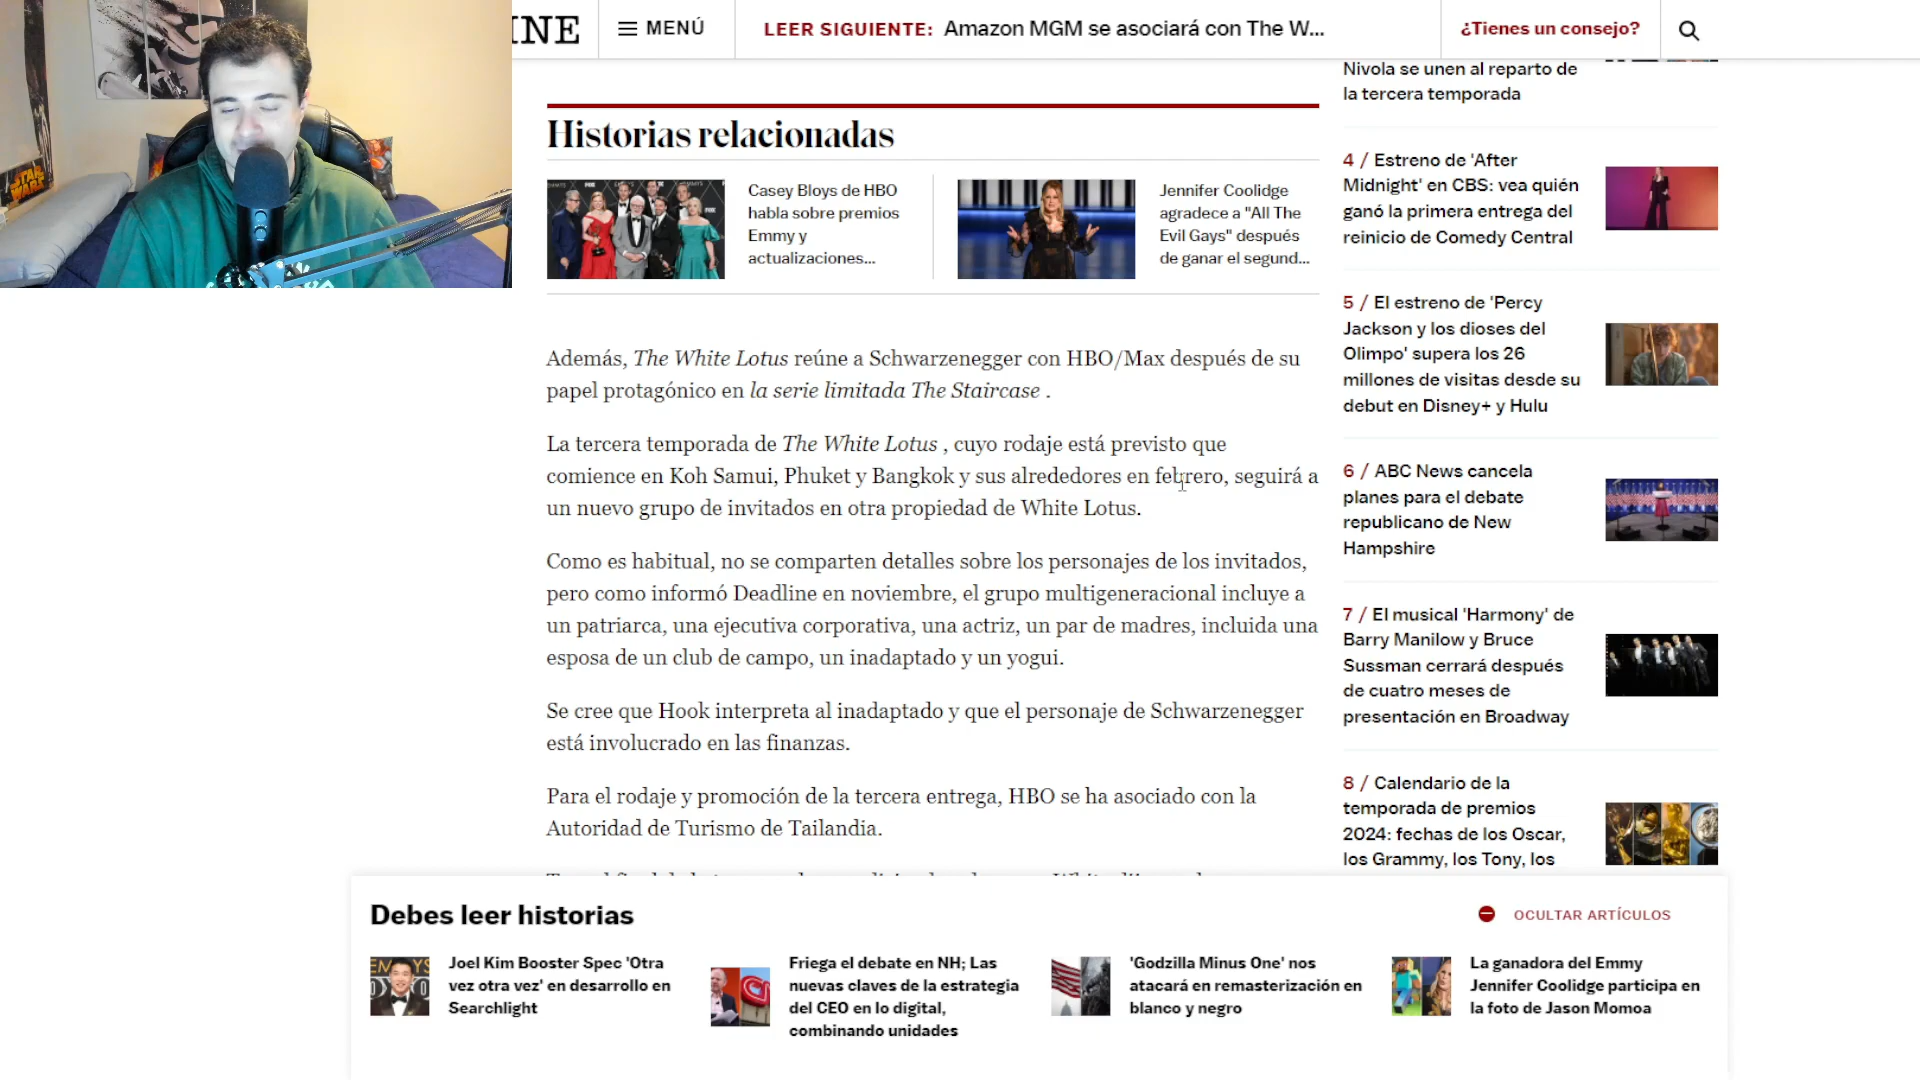 INE
MENÚ
LEER SIGUIENTE: Amazon MGM se asociará con The W...
¿Tienes un consejo?
STAR
WARS
Historias relacionadas
Casey Bloys de HBO
habla sobre premios
Emmy y
actualizaciones...
Jennifer Coolidge
agradece a "All The
Evil Gays" después
de ganar el segund...
Además, The White Lotus reúne a Schwarzenegger con HBO/Max después de su
papel protagónico en la serie limitada The Staircase .
La tercera temporada de The White Lotus , cuyo rodaje está previsto que
comience en Koh Samui, Phuket y Bangkok y sus alrededores en febrero, seguirá a
un nuevo grupo de invitados en otra propiedad de White Lotus.
Como es habitual, no se comparten detalles sobre los personajes de los invitados,
pero como informó Deadline en noviembre, el grupo multigeneracional incluye a
un patriarca, una ejecutiva corporativa, una actriz, un par de madres, incluida una
esposa de un club de campo, un inadaptado y un yogui.
Se cree que Hook interpreta al inadaptado y que el personaje de Schwarzenegger
está involucrado en las finanzas.
Para el rodaje y promoción de la tercera entrega, HBO se ha asociado con la
Autoridad de Turismo de Tailandia.
Nivola se unen al reparto de
la tercera temporada
4 / Estreno de 'After
Midnight' en CBS: vea quién
ganó la primera entrega del
reinicio de Comedy Central
5 / El estreno de 'Percy
Jackson y los dioses del
Olimpo' supera los 26
millones de visitas desde su
debut en Disney+ y Hulu
6 / ABC News cancela
planes para el debate
republicano de New
Hampshire
7 / El musical 'Harmony' de
Barry Manilow y Bruce
Sussman cerrará después
de cuatro meses de
presentación en Broadway
8 / Calendario de la
temporada de premios
2024: fechas de los Oscar,
los Grammy, los Tony, los
Debes leer historias
OCULTAR ARTÍCULOS
Joel Kim Booster Spec 'Otra
vez otra vez' en desarrollo en
Searchlight
Friega el debate en NH; Las
nuevas claves de la estrategia
del CEO en lo digital,
combinando unidades
'Godzilla Minus One' nos
atacará en remasterización en
blanco y negro
La ganadora del Emmy
Jennifer Coolidge participa en
la foto de Jason Momoa